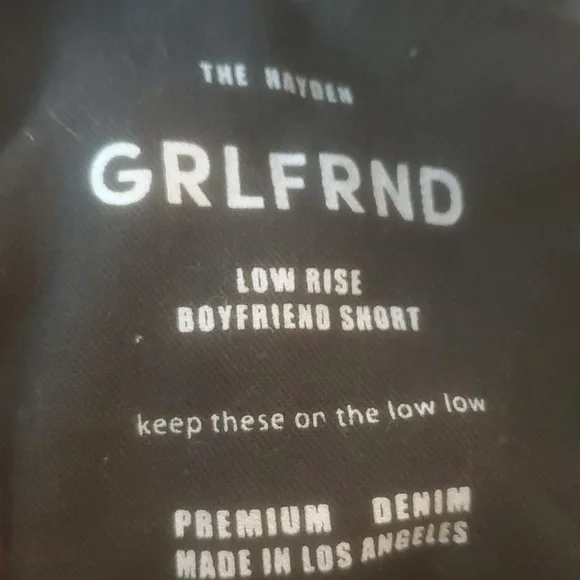 THE HAYDEN
GRLFRND
LOW RISE
BOYFRIEND SHORT
keep these on the low low
PREMIUM DENIM
MADE IN LOS ANGELES